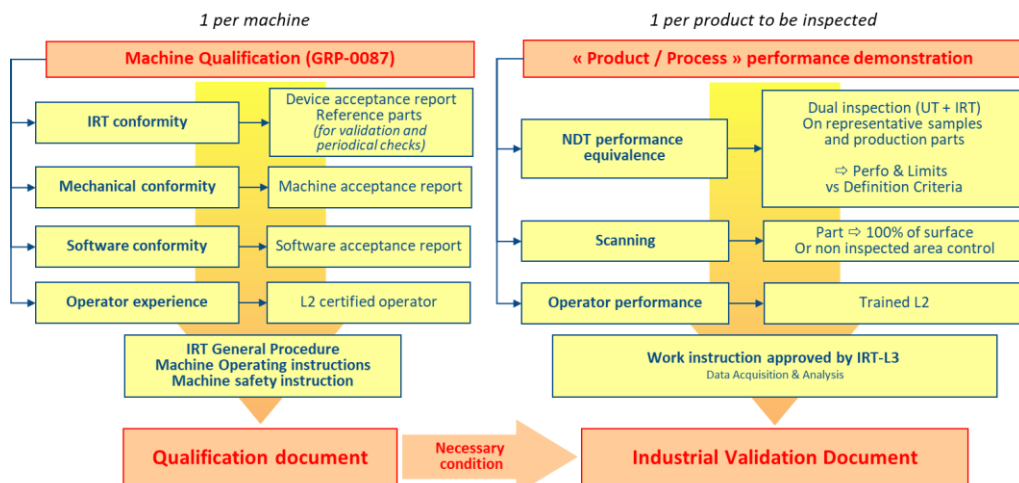 1 per machine
Machine Qualification (GRP-0087)
IRT conformity
Device acceptance report
Reference parts
(for validation and
periodical checks)
Mechanical conformity
Machine acceptance report
Software conformity
Software acceptance report
Operator experience
L2 certified operator
IRT General Procedure
Machine Operating instructions
Machine safety instruction
Qualification document
Necessary
condition
1 per product to be inspected
« Product / Process » performance demonstration
NDT performance
equivalence
Dual inspection (UT + IRT)
On representative samples
and production parts
⇨ Perfo & Limits
vs Definition Criteria
Scanning
Part ⇨ 100% of surface
Or non inspected area control
Operator performance
Trained L2
Work instruction approved by IRT-L3
Data Acquisition & Analysis
Industrial Validation Document